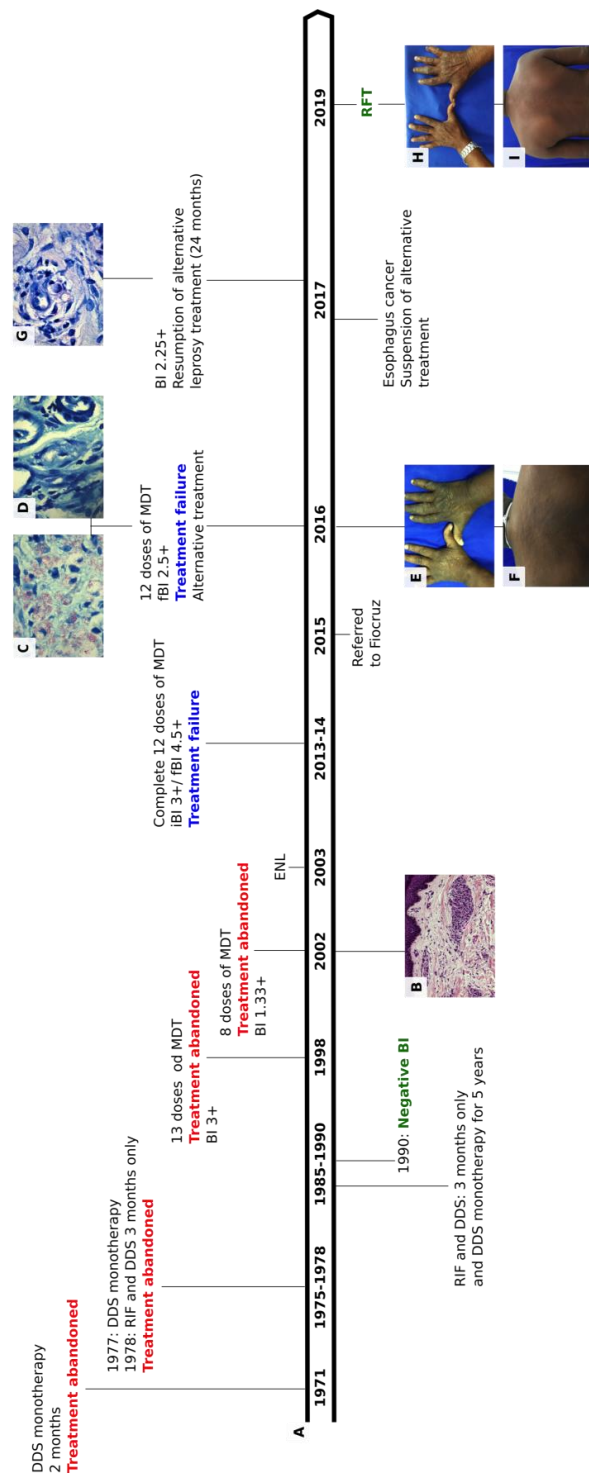 A
1971
DDS monotherapy
2 months
Treatment abandoned
1975-1978
1977: DDS monotherapy
1978: RIF and DDS 3 months only
Treatment abandoned
1985-1990
RIF and DDS: 3 months only
and DDS monotherapy for 5 years
1990: Negative BI
1998
13 doses od MDT
Treatment abandoned
BI 3+
2002
8 doses of MDT
Treatment abandoned
BI 1.33+
B
2003
ENL
2013-14
Complete 12 doses of MDT
iBI 3+/ fBI 4.5+
Treatment failure
2015
Referred
to Fiocruz
2016
12 doses of MDT
fBI 2.5+
Treatment failure
Alternative treatment
C
D
E
F
2017
Esophagus cancer
Suspension of alternative
treatment
BI 2.25+
Resumption of alternative
leprosy treatment (24 months)
G
2019
RFT
H
I